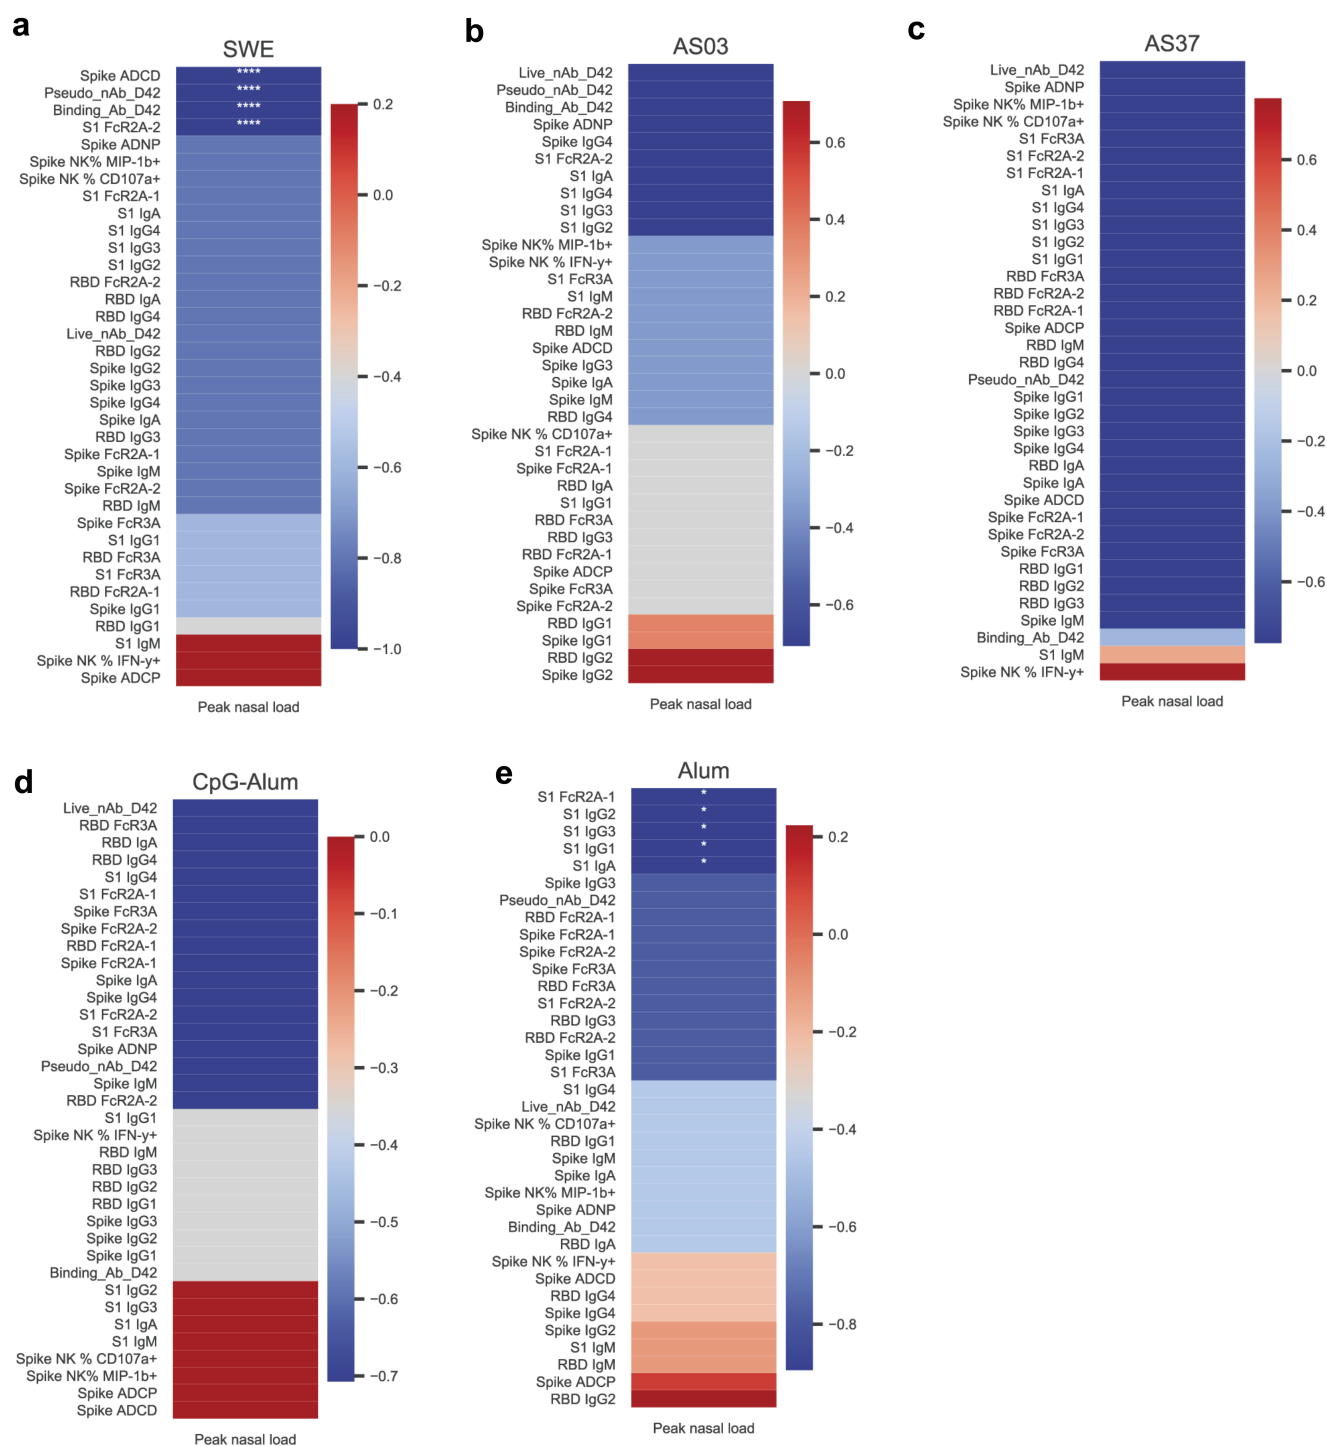 a
SWE
Spike ADCD
Pseudo_nAb_D42
Binding_Ab_D42
S1 FcR2A-2
Spike ADNP
Spike NK% MIP-1b+
Spike NK % CD107a+
S1 FcR2A-1
S1 IgA
S1 IgG4
S1 IgG3
S1 IgG2
RBD FcR2A-2
RBD IgA
RBD IgG4
Live_nAb_D42
RBD IgG2
Spike IgG2
Spike IgG3
Spike IgG4
Spike IgA
RBD IgG3
Spike FcR2A-1
Spike IgM
Spike FcR2A-2
RBD IgM
Spike FcR3A
S1 IgG1
RBD FcR3A
S1 FcR3A
RBD FcR2A-1
Spike IgG1
RBD IgG1
S1 IgM
Spike NK % IFN-y+
Spike ADCP
****
****
****
****
0.2
0.0
−0.2
−0.4
−0.6
−0.8
−1.0
Peak nasal load
b
AS03
Live_nAb_D42
Pseudo_nAb_D42
Binding_Ab_D42
Spike ADNP
Spike IgG4
S1 FcR2A-2
S1 IgA
S1 IgG4
S1 IgG3
S1 IgG2
Spike NK% MIP-1b+
Spike NK % IFN-y+
S1 FcR3A
S1 IgM
RBD FcR2A-2
RBD IgM
Spike ADCD
Spike IgG3
Spike IgA
Spike IgM
RBD IgG4
Spike NK % CD107a+
S1 FcR2A-1
Spike FcR2A-1
RBD IgA
S1 IgG1
RBD FcR3A
RBD IgG3
RBD FcR2A-1
Spike ADCP
Spike FcR3A
Spike FcR2A-2
RBD IgG1
Spike IgG1
RBD IgG2
Spike IgG2
0.6
0.4
0.2
0.0
−0.2
−0.4
−0.6
Peak nasal load
c
AS37
Live_nAb_D42
Spike ADNP
Spike NK% MIP-1b+
Spike NK % CD107a+
S1 FcR3A
S1 FcR2A-2
S1 FcR2A-1
S1 IgA
S1 IgG4
S1 IgG3
S1 IgG2
S1 IgG1
RBD FcR3A
RBD FcR2A-2
RBD FcR2A-1
Spike ADCP
RBD IgM
RBD IgG4
Pseudo_nAb_D42
Spike IgG1
Spike IgG2
Spike IgG3
Spike IgG4
RBD IgA
Spike IgA
Spike ADCD
Spike FcR2A-1
Spike FcR2A-2
Spike FcR3A
RBD IgG1
RBD IgG2
RBD IgG3
Spike IgM
Binding_Ab_D42
S1 IgM
Spike NK % IFN-y+
0.6
0.4
0.2
0.0
−0.2
−0.4
−0.6
Peak nasal load
d
CpG-Alum
Live_nAb_D42
RBD FcR3A
RBD IgA
RBD IgG4
S1 IgG4
S1 FcR2A-1
Spike FcR3A
Spike FcR2A-2
RBD FcR2A-1
Spike FcR2A-1
Spike IgA
Spike IgG4
S1 FcR2A-2
S1 FcR3A
Spike ADNP
Pseudo_nAb_D42
Spike IgM
RBD FcR2A-2
S1 IgG1
Spike NK % IFN-y+
RBD IgM
RBD IgG3
RBD IgG2
RBD IgG1
Spike IgG3
Spike IgG2
Spike IgG1
Binding_Ab_D42
S1 IgG2
S1 IgG3
S1 IgA
S1 IgM
Spike NK % CD107a+
Spike NK% MIP-1b+
Spike ADCP
Spike ADCD
0.0
−0.1
−0.2
−0.3
−0.4
−0.5
−0.6
−0.7
Peak nasal load
e
Alum
S1 FcR2A-1
S1 IgG2
S1 IgG3
S1 IgG1
S1 IgA
Spike IgG3
Pseudo_nAb_D42
RBD FcR2A-1
Spike FcR2A-1
Spike FcR2A-2
Spike FcR3A
RBD FcR3A
S1 FcR2A-2
RBD IgG3
RBD FcR2A-2
Spike IgG1
S1 FcR3A
S1 IgG4
Live_nAb_D42
Spike NK % CD107a+
RBD IgG1
Spike IgM
Spike IgA
Spike NK% MIP-1b+
Spike ADNP
Binding_Ab_D42
RBD IgA
Spike NK % IFN-y+
Spike ADCD
RBD IgG4
Spike IgG4
Spike IgG2
S1 IgM
RBD IgM
Spike ADCP
RBD IgG2
*
*
*
*
*
0.2
0.0
−0.2
−0.4
−0.6
−0.8
Peak nasal load